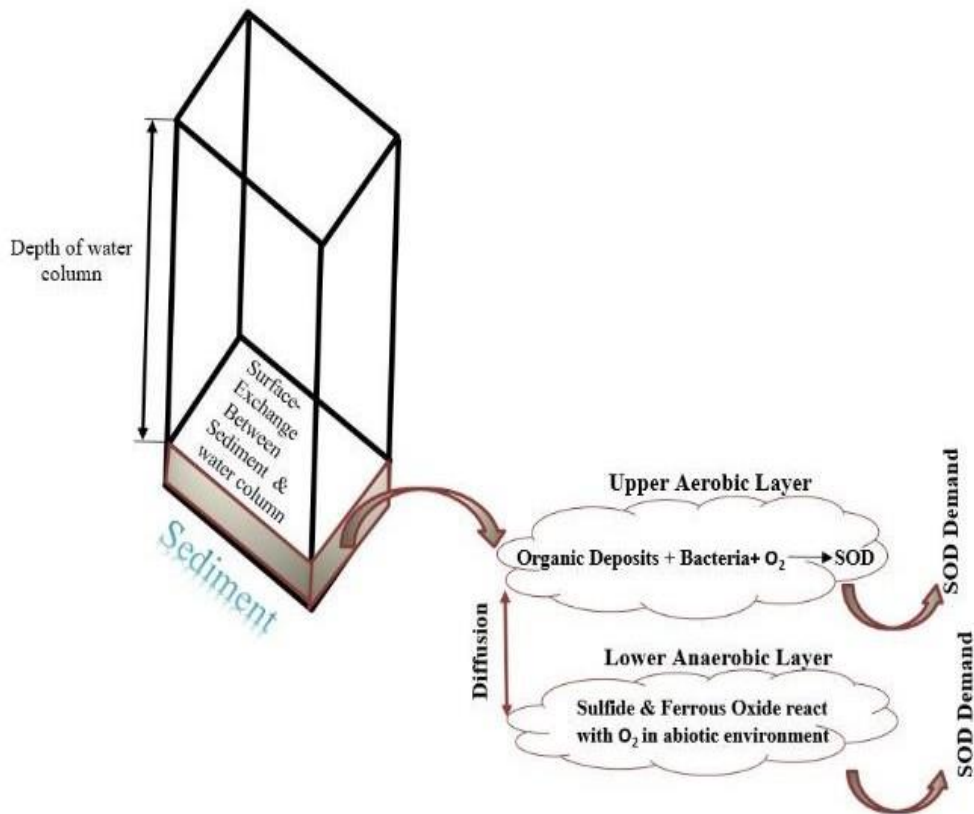 Depth of water
column
Surface-
Exchange
Between
Sediment &
water column
Sediment
Upper Aerobic Layer
Organic Deposits + Bacteria+ O₂ → SOD
SOD Demand
Diffusion
Lower Anaerobic Layer
Sulfide & Ferrous Oxide react
with O₂ in abiotic environment
SOD Demand